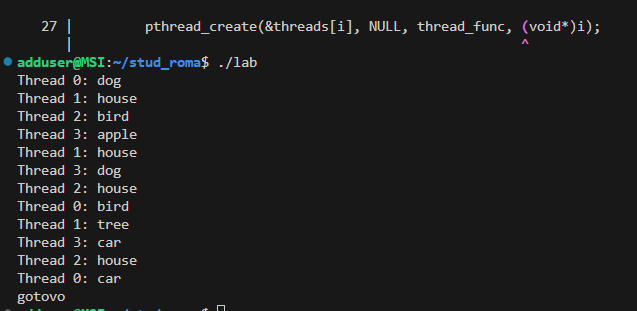 27 | pthread_create(&threads[i], NULL, thread_func, (void*)i);
| ^
adduser@MSI:~/stud_roma$ ./lab
Thread 0: dog
Thread 1: house
Thread 2: bird
Thread 3: apple
Thread 1: house
Thread 3: dog
Thread 2: house
Thread 0: bird
Thread 1: tree
Thread 3: car
Thread 2: house
Thread 0: car
gotovo